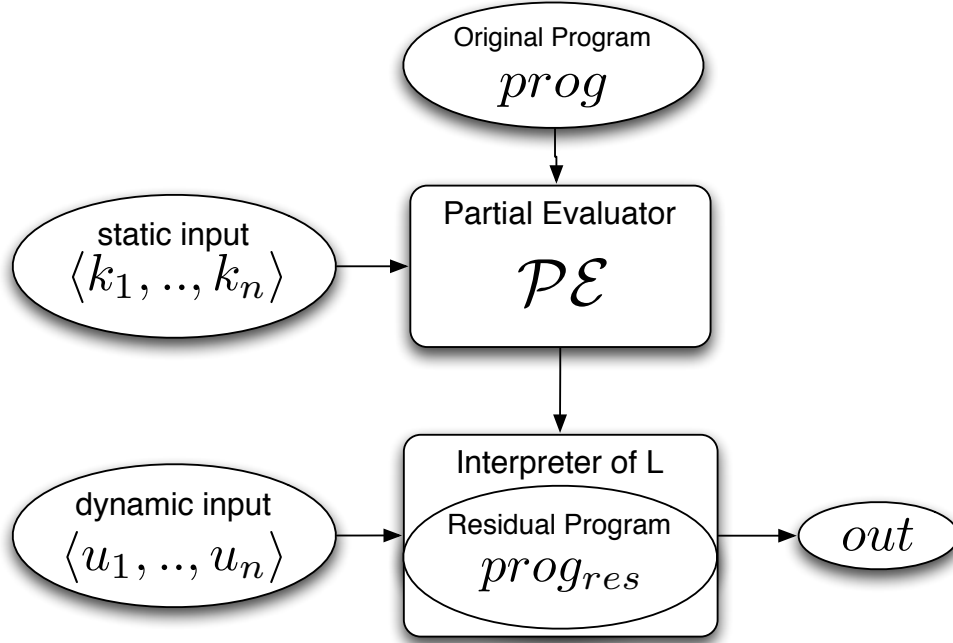 Original Program
prog
Partial Evaluator
𝒫ℰ
static input
⟨k₁, .., kₙ⟩
Interpreter of L
Residual Program
prog_res
dynamic input
⟨u₁, .., uₙ⟩
out